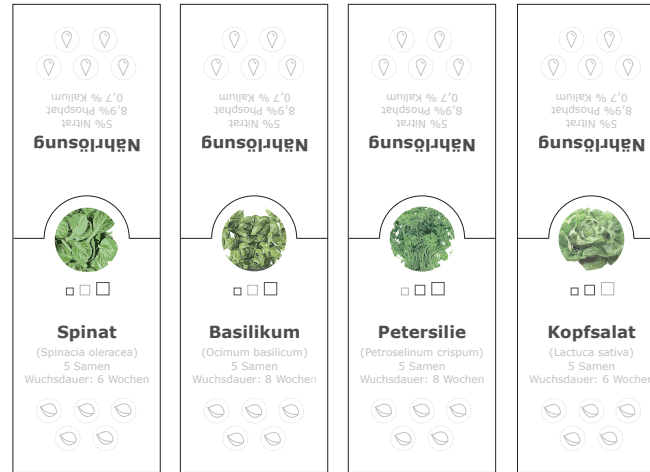 0,7 % Kalium
8,9% Phosphat
5% Nitrat
Nährlösung
Spinat
(Spinacia oleracea)
5 Samen
Wuchsdauer: 6 Wochen
0,7 % Kalium
8,9% Phosphat
5% Nitrat
Nährlösung
Basilikum
(Ocimum basilicum)
5 Samen
Wuchsdauer: 8 Wochen
0,7 % Kalium
8,9% Phosphat
5% Nitrat
Nährlösung
Petersilie
(Petroselinum crispum)
5 Samen
Wuchsdauer: 8 Wochen
0,7 % Kalium
8,9% Phosphat
5% Nitrat
Nährlösung
Kopfsalat
(Lactuca sativa)
5 Samen
Wuchsdauer: 6 Wochen